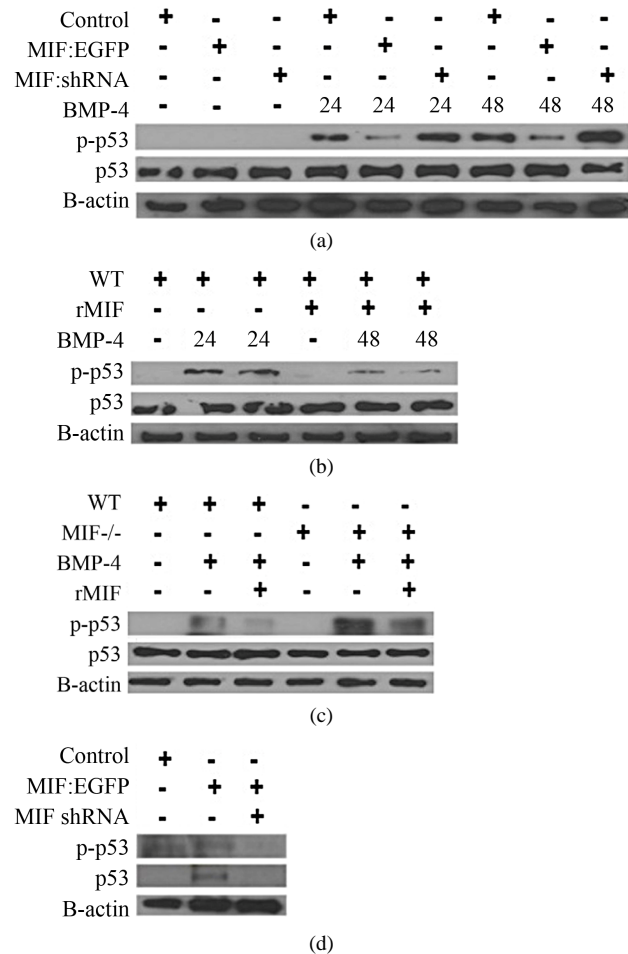 Control + - - + - - + - -
MIF:EGFP - + - - + - - + -
MIF:shRNA - - + - - + - - +
BMP-4 - - - 24 24 24 48 48 48
p-p53
p53
B-actin
(a)
WT + + + + + +
rMIF - - - + + +
BMP-4 - 24 24 - 48 48
p-p53
p53
B-actin
(b)
WT + + + - - -
MIF-/- - - - + + +
BMP-4 - + + - + +
rMIF - - + - - +
p-p53
p53
B-actin
(c)
Control + - -
MIF:EGFP - + +
MIF shRNA - - +
p-p53
p53
B-actin
(d)